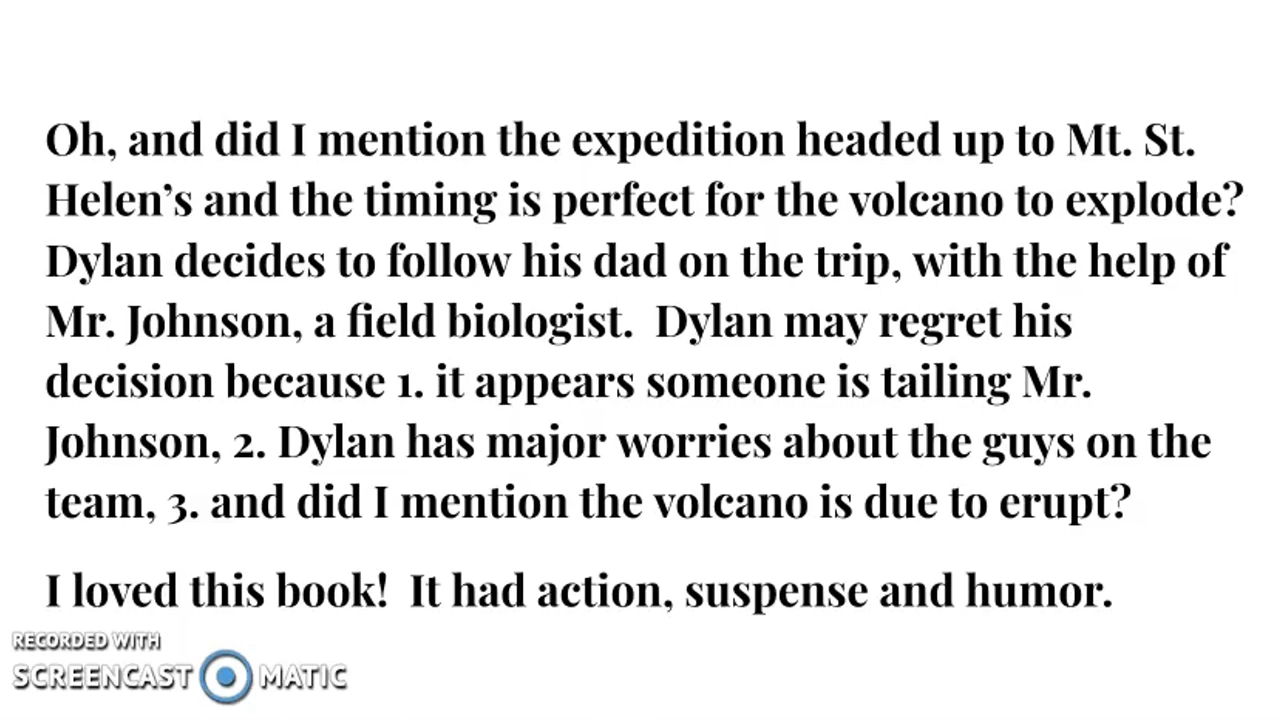 Oh, and did I mention the expedition headed up to Mt. St.
Helen’s and the timing is perfect for the volcano to explode?
Dylan decides to follow his dad on the trip, with the help of
Mr. Johnson, a field biologist.  Dylan may regret his
decision because 1. it appears someone is tailing Mr.
Johnson, 2. Dylan has major worries about the guys on the
team, 3. and did I mention the volcano is due to erupt?
I loved this book!  It had action, suspense and humor.
RECORDED WITH
SCREENCAST MATIC